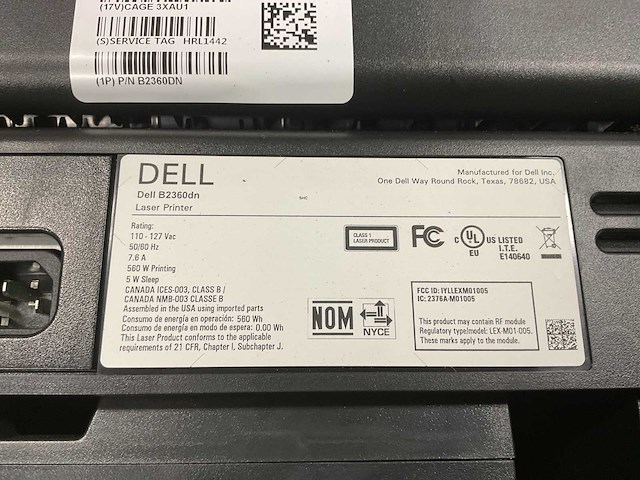 (17V)CAGE 3XAU1
(S)SERVICE TAG HRL1442
(1P) P/N B2360DN
DELL
Dell B2360dn
Laser Printer
Manufactured for Dell Inc.
One Dell Way Round Rock, Texas, 78682, USA
Rating:
110 - 127 Vac
50/60 Hz
7.6 A
560 W Printing
5 W Sleep
CANADA ICES-003, CLASS B /
CANADA NMB-003 CLASSE B
Assembled in the USA using imported parts
Consumo de energía en operación: 560 Wh
Consumo de energía en modo de espera: 0.00 Wh
This Laser Product conforms to the applicable
requirements of 21 CFR, Chapter I, Subchapter J.
CLASS 1
LASER PRODUCT
FC
c UL US LISTED
EU
I.T.E.
E140640
NOM
NYCE
FCC ID: IYLLEXM01005
IC: 2376A-M01005
This product may contain RF module
Regulatory type/model: LEX-M01-005.
These marks apply to the module.